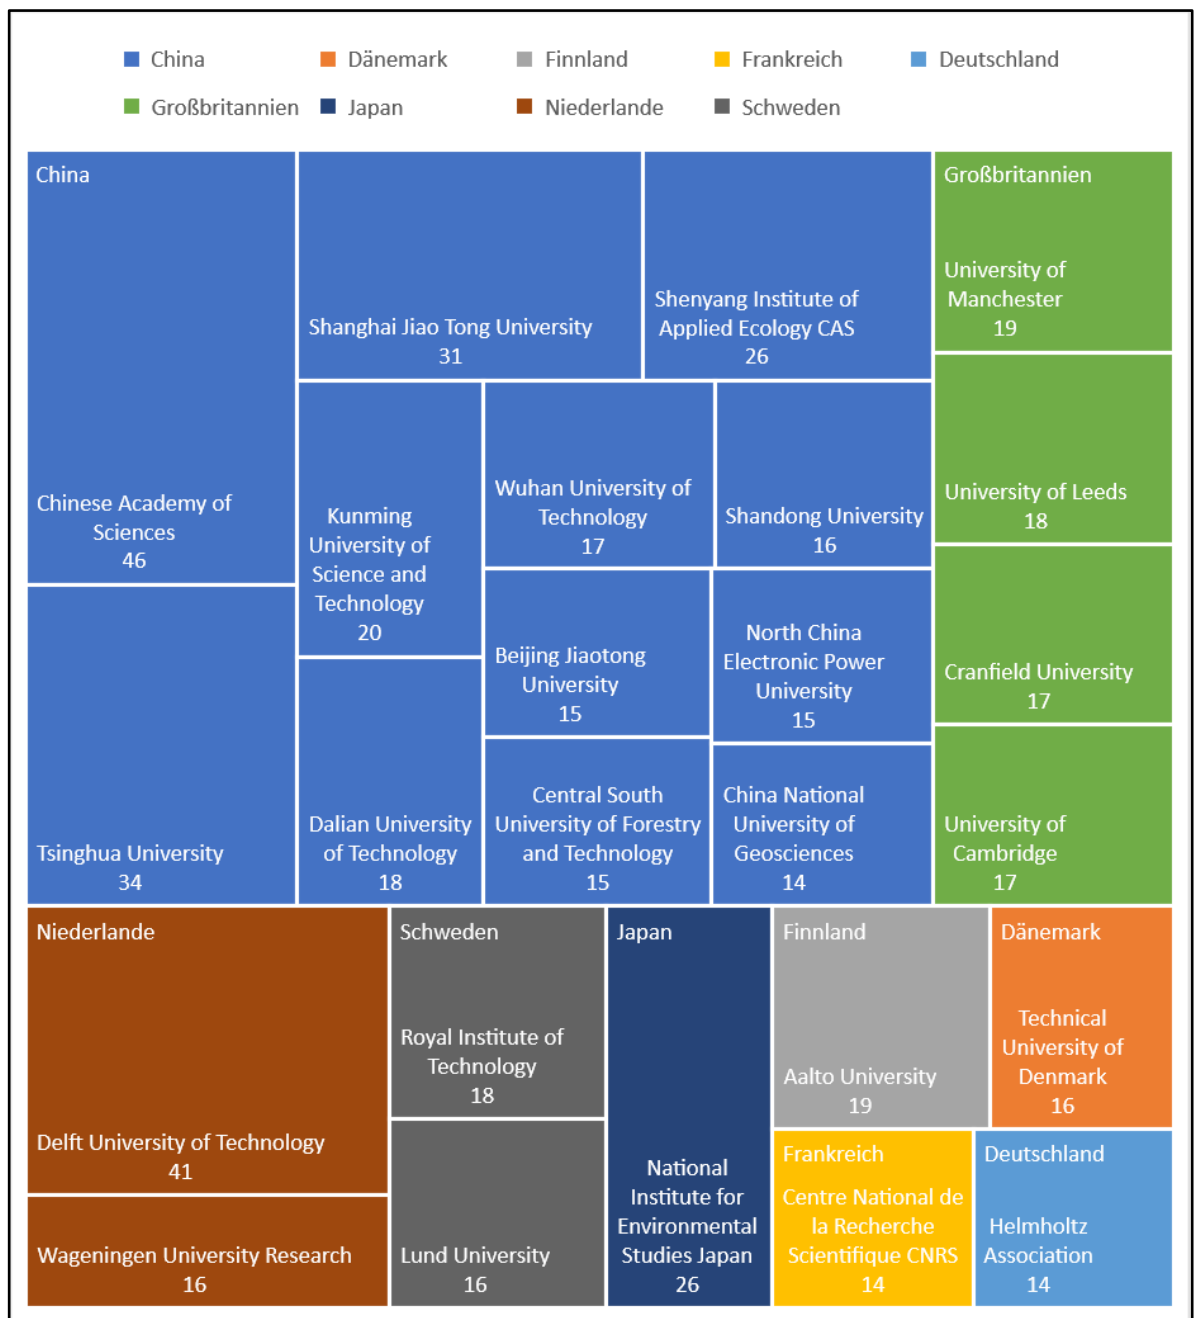 China
Dänemark
Finnland
Frankreich
Deutschland
Großbritannien
Japan
Niederlande
Schweden
China
Chinese Academy of
Sciences
46
Tsinghua University
34
Shanghai Jiao Tong University
31
Shenyang Institute of
Applied Ecology CAS
26
Kunming
University of
Science and
Technology
20
Dalian University
of Technology
18
Wuhan University of
Technology
17
Shandong University
16
Beijing Jiaotong
University
15
North China
Electronic Power
University
15
Central South
University of Forestry
and Technology
15
China National
University of
Geosciences
14
Großbritannien
University of
Manchester
19
University of Leeds
18
Cranfield University
17
University of
Cambridge
17
Niederlande
Delft University of Technology
41
Wageningen University Research
16
Schweden
Royal Institute of
Technology
18
Lund University
16
Japan
National
Institute for
Environmental
Studies Japan
26
Finnland
Aalto University
19
Dänemark
Technical
University of
Denmark
16
Frankreich
Centre National de
la Recherche
Scientifique CNRS
14
Deutschland
Helmholtz
Association
14